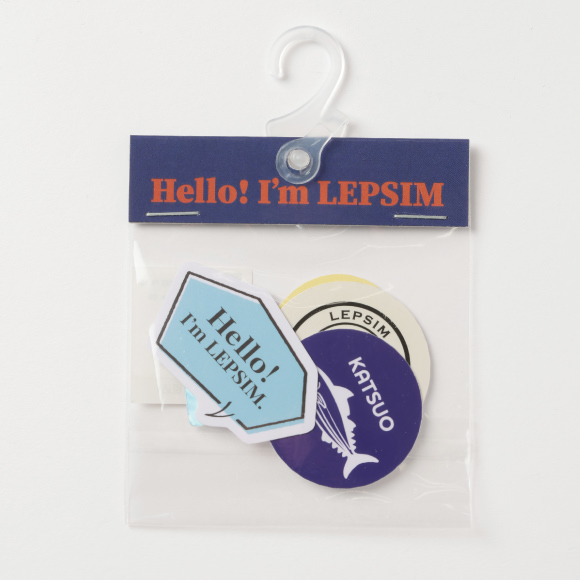 Hello! I'm LEPSIM
Hello!
I'm LEPSIM.
LEPSIM
KATSUO